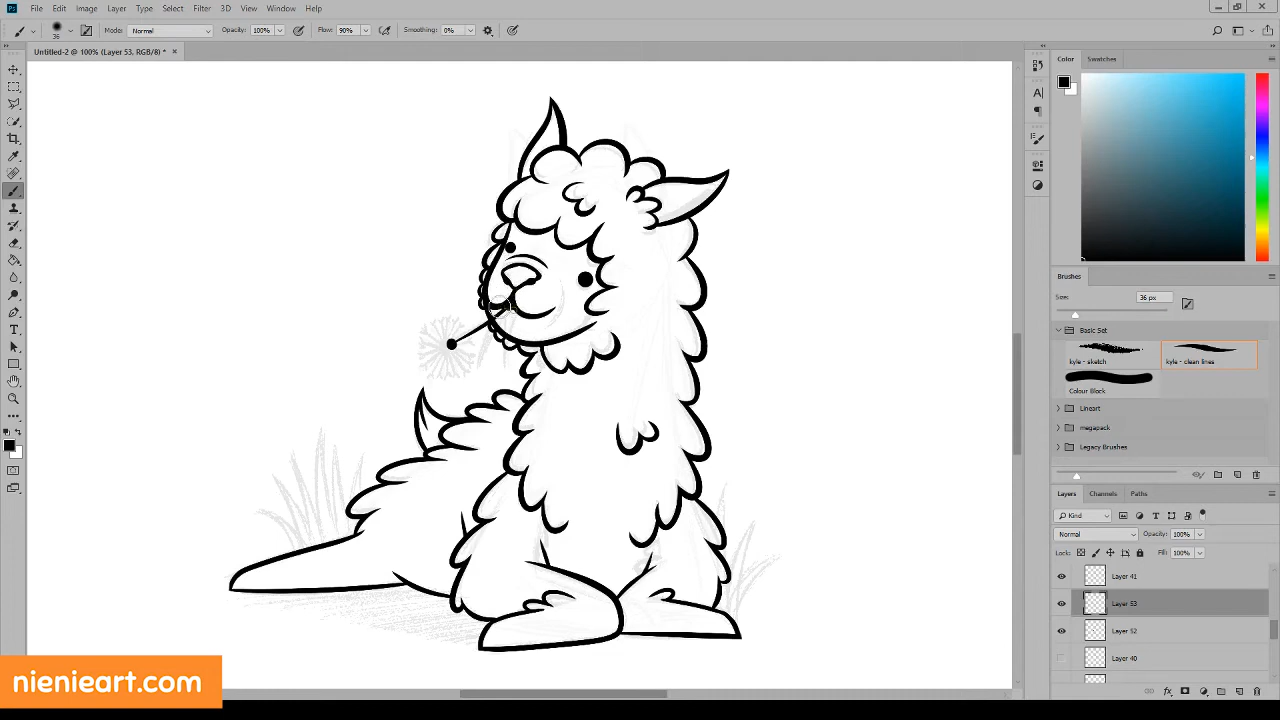 Ps File Edit Image Layer Type Select Filter 3D View Window Help
36 Mode: Normal Opacity: 100% Flow: 90% Smoothing: 0%
Untitled-2 @ 100% (Layer 53, RGB/8) *
Color Swatches
Brushes
Size: 36 px
Basic Set
kyle - sketch kyle - clean lines
Colour Block
Lineart
megapack
Legacy Brushes
Layers Channels Paths
Kind
Normal Opacity: 100%
Lock: Fill: 100%
Layer 41
Layer 53
Layer 52
Layer 40
nienieart.com